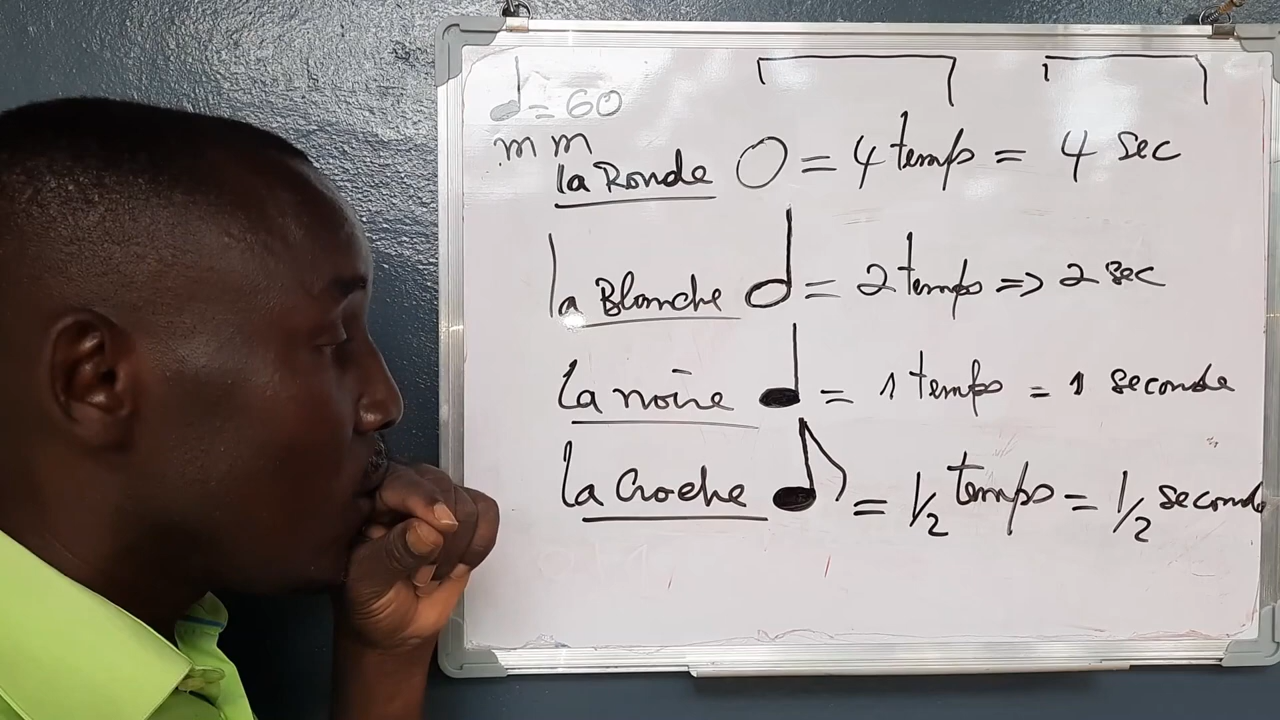 ♩= 60
m m
la Ronde 𝅝 = 4 temps = 4 sec
la Blanche 𝅗𝅥 = 2 temps => 2 sec
la noire ♩ = 1 temps = 1 seconde
la Croche ♪ = 1/2 temps = 1/2 seconde